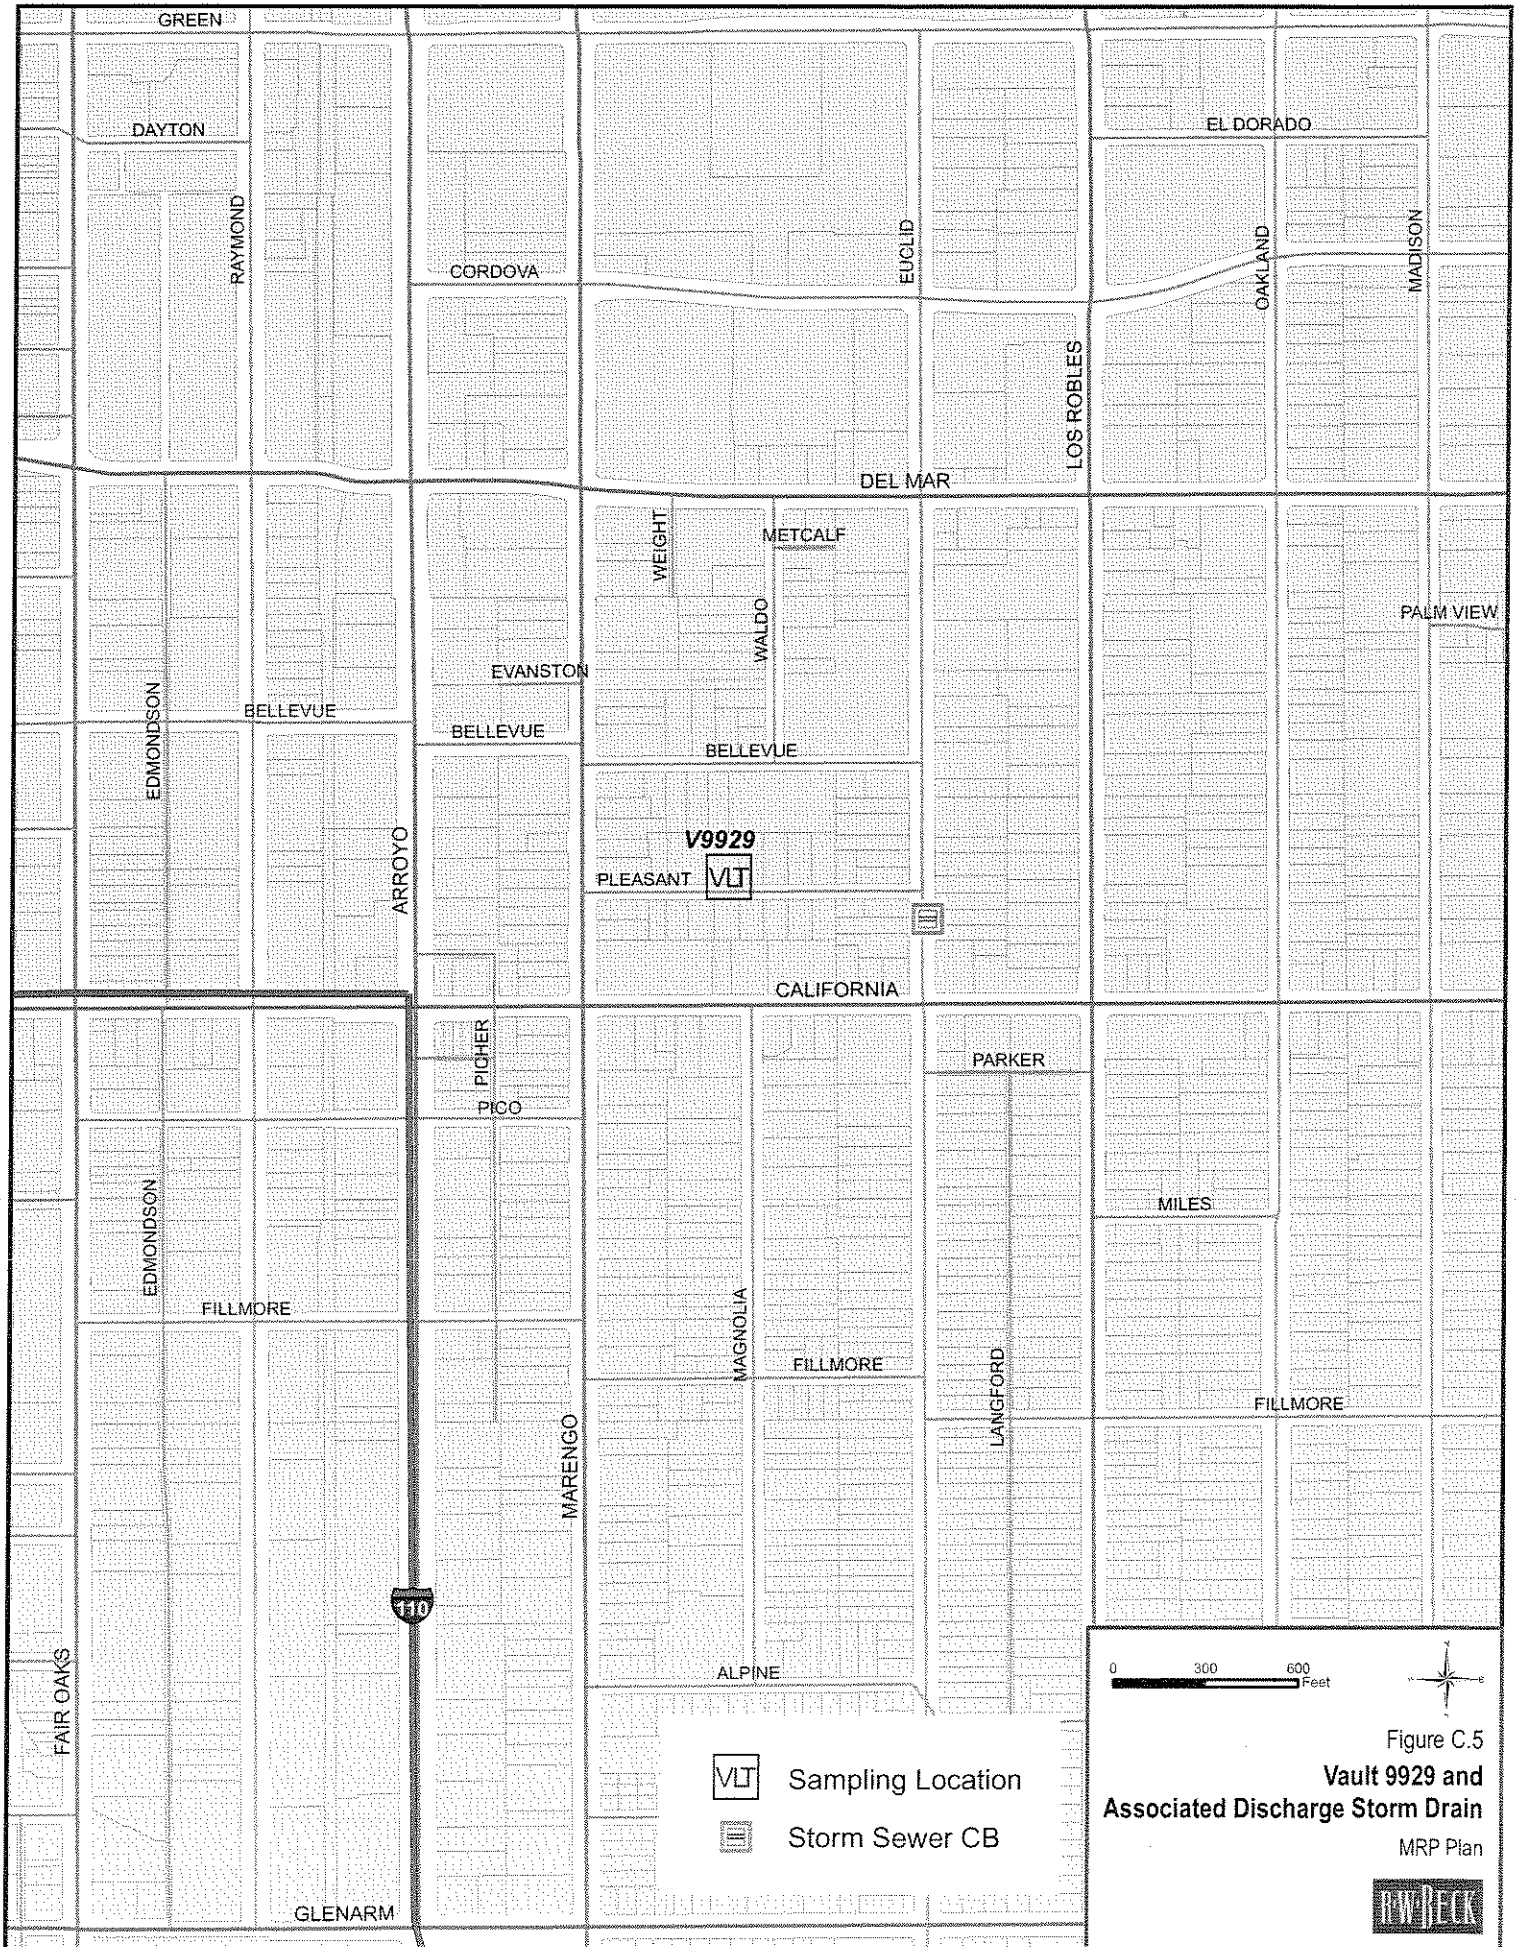 GREEN
DAYTON
EL DORADO
RAYMOND
EUCLID
OAKLAND
MADISON
CORDOVA
LOS ROBLES
DEL MAR
WEIGHT
METCALF
WALDO
PALM VIEW
EVANSTON
EDMONDSON
BELLEVUE
BELLEVUE
BELLEVUE
ARROYO
V9929
PLEASANT
VLT
CALIFORNIA
PICHER
PARKER
PICO
EDMONDSON
MILES
FILLMORE
MAGNOLIA
FILLMORE
LANGFORD
FILLMORE
MARENGO
110
FAIR OAKS
ALPINE
GLENARM
VLT Sampling Location
Storm Sewer CB
0 300 600
Feet
Figure C.5
Vault 9929 and
Associated Discharge Storm Drain
MRP Plan
R·W·BECK